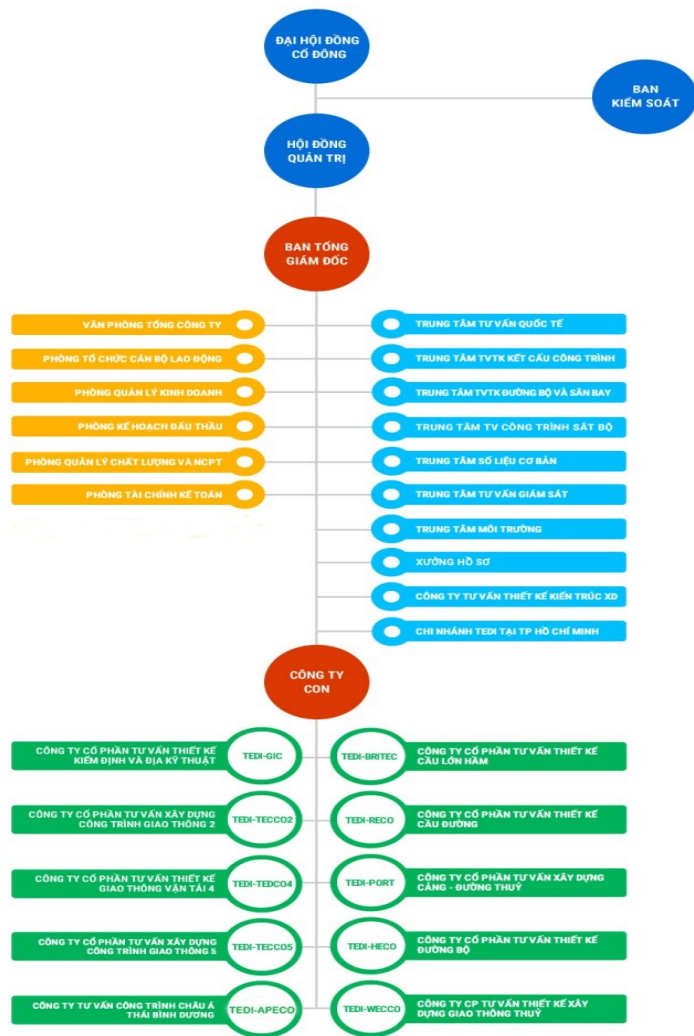 ĐẠI HỘI ĐỒNG
CỔ ĐÔNG
BAN
KIỂM SOÁT
HỘI ĐỒNG
QUẢN TRỊ
BAN TỔNG
GIÁM ĐỐC
VĂN PHÒNG TỔNG CÔNG TY
PHÒNG TỔ CHỨC CÁN BỘ LAO ĐỘNG
PHÒNG QUẢN LÝ KINH DOANH
PHÒNG KẾ HOẠCH ĐẤU THẦU
PHÒNG QUẢN LÝ CHẤT LƯỢNG VÀ NCPT
PHÒNG TÀI CHÍNH KẾ TOÁN
TRUNG TÂM TƯ VẤN QUỐC TẾ
TRUNG TÂM TVTK KẾT CẤU CÔNG TRÌNH
TRUNG TÂM TVTK ĐƯỜNG BỘ VÀ SÂN BAY
TRUNG TÂM TV CÔNG TRÌNH SẮT BỘ
TRUNG TÂM SỐ LIỆU CƠ BẢN
TRUNG TÂM TƯ VẤN GIÁM SÁT
TRUNG TÂM MÔI TRƯỜNG
XƯỞNG HỒ SƠ
CÔNG TY TƯ VẤN THIẾT KẾ KIẾN TRÚC XD
CHI NHÁNH TEDI TẠI TP HỒ CHÍ MINH
CÔNG TY
CON
CÔNG TY CỔ PHẦN TƯ VẤN THIẾT KẾ
KIỂM ĐỊNH VÀ ĐỊA KỸ THUẬT
TEDI-GIC
TEDI-BRITEC
CÔNG TY CỔ PHẦN TƯ VẤN THIẾT KẾ
CẦU LỚN HẦM
CÔNG TY CỔ PHẦN TƯ VẤN XÂY DỰNG
CÔNG TRÌNH GIAO THÔNG 2
TEDI-TECCO2
TEDI-RECO
CÔNG TY CỔ PHẦN TƯ VẤN THIẾT KẾ
CẦU ĐƯỜNG
CÔNG TY CỔ PHẦN TƯ VẤN THIẾT KẾ
GIAO THÔNG VẬN TẢI 4
TEDI-TEDCO4
TEDI-PORT
CÔNG TY CỔ PHẦN TƯ VẤN XÂY DỰNG
CẢNG - ĐƯỜNG THUỶ
CÔNG TY CỔ PHẦN TƯ VẤN XÂY DỰNG
CÔNG TRÌNH GIAO THÔNG 5
TEDI-TECCO5
TEDI-HECO
CÔNG TY CỔ PHẦN TƯ VẤN THIẾT KẾ
ĐƯỜNG BỘ
CÔNG TY TƯ VẤN CÔNG TRÌNH CHÂU Á
THÁI BÌNH DƯƠNG
TEDI-APECO
TEDI-WECCO
CÔNG TY CP TƯ VẤN THIẾT KẾ XÂY
DỰNG GIAO THÔNG THUỶ